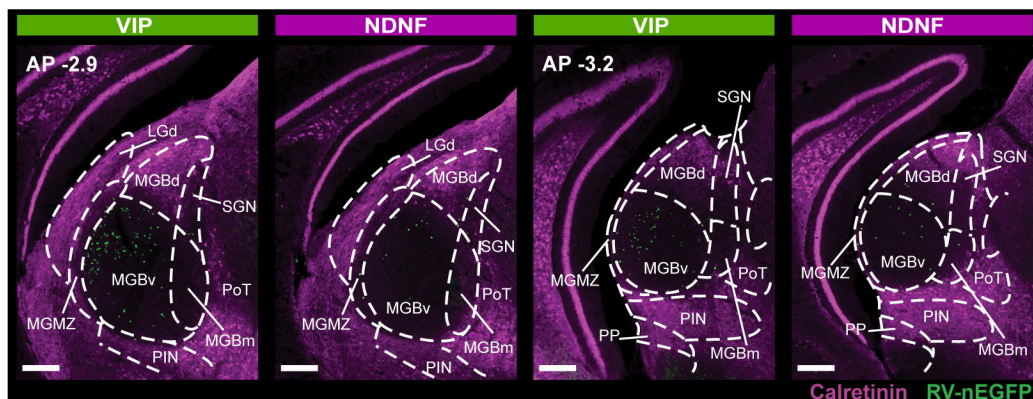 VIP
NDNF
VIP
NDNF
AP -2.9
LGd
MGBd
SGN
MGBv
PoT
MGMZ
MGBm
PIN
LGd
MGBd
SGN
MGBv
PoT
MGMZ
MGBm
PIN
AP -3.2
SGN
MGBd
MGBv
MGMZ
PoT
PIN
PP
MGBm
SGN
MGBd
MGBv
MGMZ
PoT
PIN
PP
MGBm
Calretinin RV-nEGFP